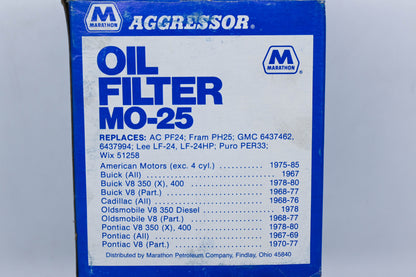 M
MARATHON
AGGRESSOR®
OIL
FILTER
MO-25
M
MARATHON
REPLACES: AC PF24; Fram PH25; GMC 6437462,
6437994; Lee LF-24, LF-24HP; Puro PER33;
Wix 51258
American Motors (exc. 4 cyl.) .................. 1975-85
Buick (All) .................. 1967
Buick V8 350 (X), 400 .................. 1978-80
Buick V8 (Part.) .................. 1968-77
Cadillac (All) .................. 1968-76
Oldsmobile V8 350 Diesel .................. 1978
Oldsmobile V8 (Part.) .................. 1968-77
Pontiac V8 350 (X), 400 .................. 1978-80
Pontiac (All) .................. 1967-69
Pontiac V8 (Part.) .................. 1970-77
Distributed by Marathon Petroleum Company, Findlay, Ohio 45840